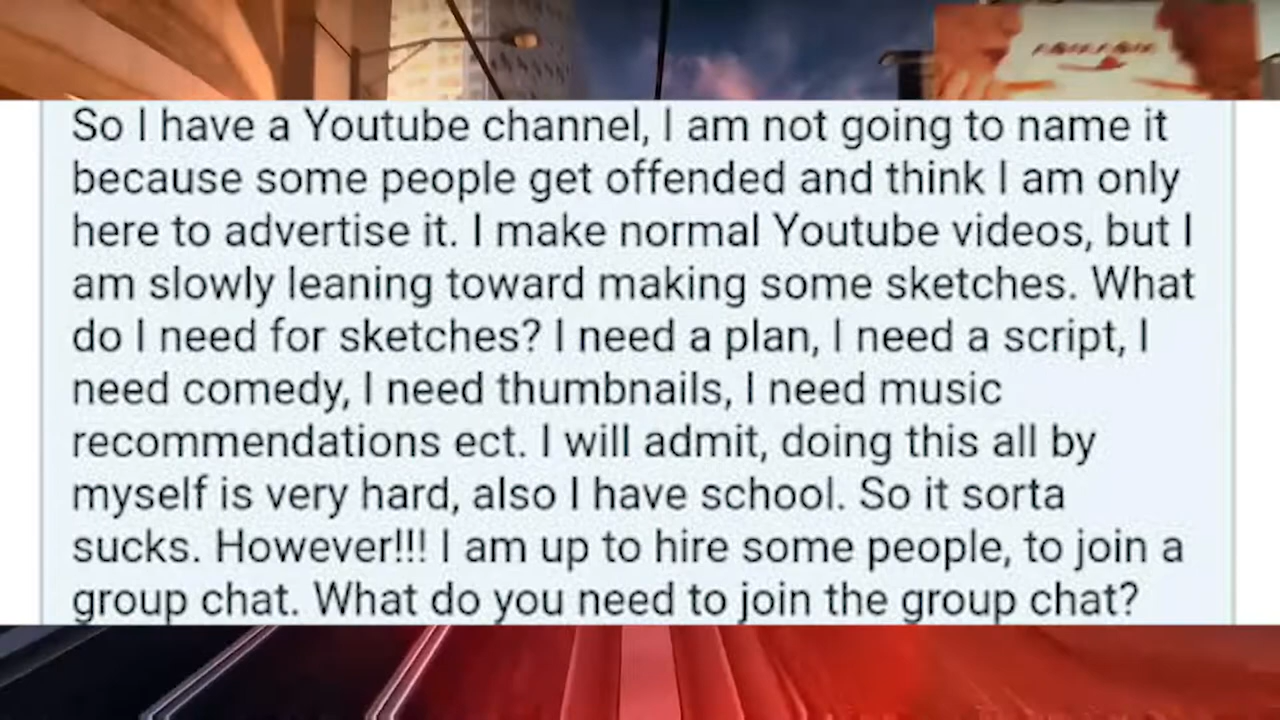 So I have a Youtube channel, I am not going to name it
because some people get offended and think I am only
here to advertise it. I make normal Youtube videos, but I
am slowly leaning toward making some sketches. What
do I need for sketches? I need a plan, I need a script, I
need comedy, I need thumbnails, I need music
recommendations ect. I will admit, doing this all by
myself is very hard, also I have school. So it sorta
sucks. However!!! I am up to hire some people, to join a
group chat. What do you need to join the group chat?